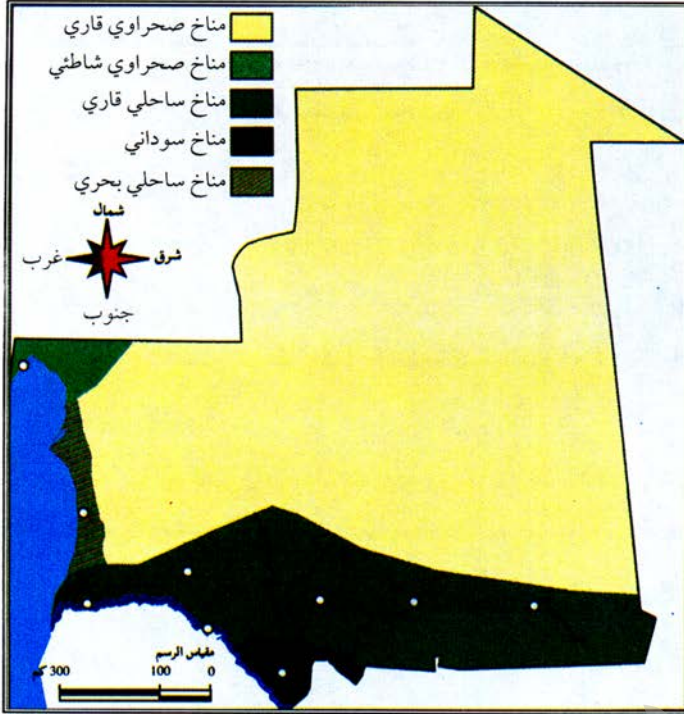 مناخ صحراوي قاري
مناخ صحراوي شاطئي
مناخ ساحلي قاري
مناخ سوداني
مناخ ساحلي بحري
شمال
غرب
شرق
جنوب
مقياس الرسم
300 كم
100
0